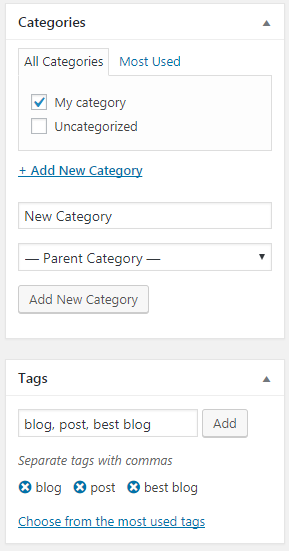 Categories
All Categories Most Used
My category
Uncategorized
+ Add New Category
New Category
— Parent Category —
Add New Category
Tags
blog, post, best blog Add
Separate tags with commas
blog post best blog
Choose from the most used tags